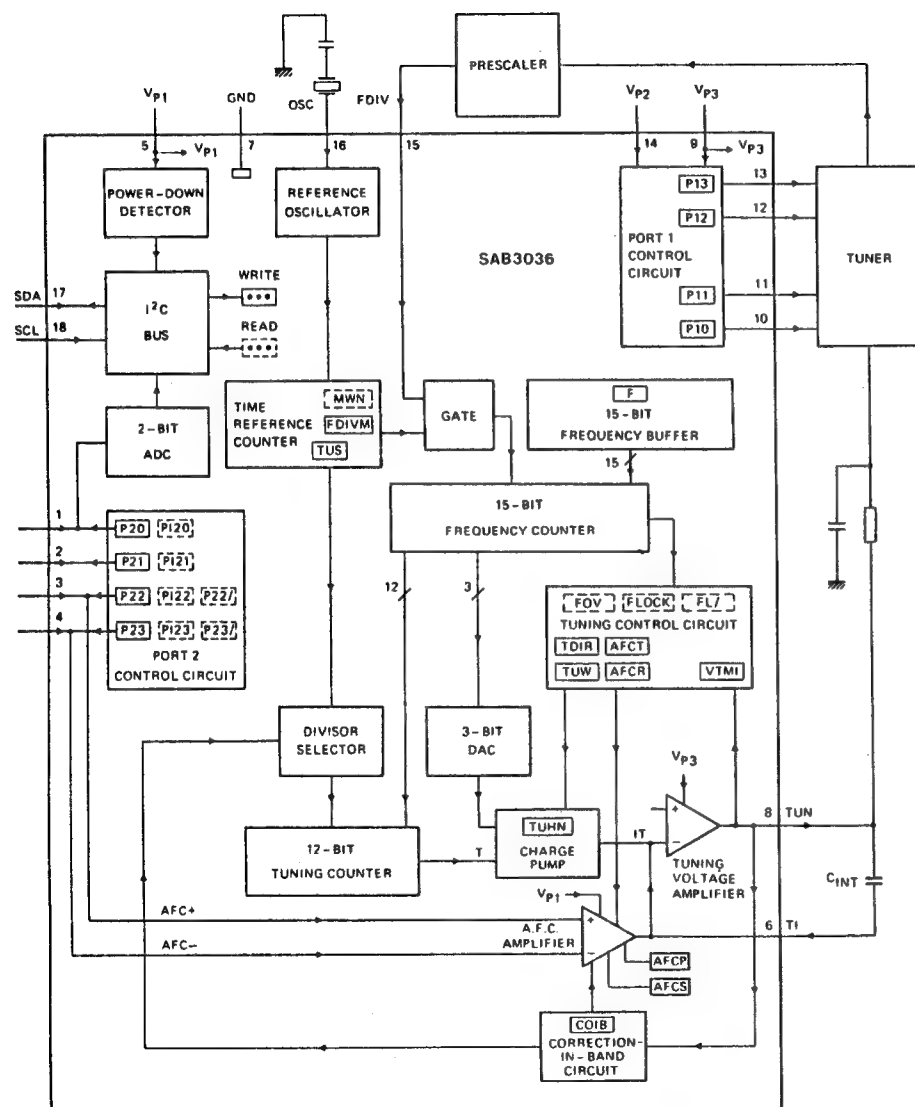 PRESCALER
FDIV
OSC
VP1
GND
VP2
VP3
5
VP1
7
16
15
14
9
VP3
POWER-DOWN
DETECTOR
REFERENCE
OSCILLATOR
SAB3036
P13
P12
PORT 1
CONTROL
CIRCUIT
P11
P10
13
12
11
10
TUNER
SDA 17
SCL 18
I2C
BUS
WRITE
READ
2-BIT
ADC
TIME
REFERENCE
COUNTER
MWN
FDIVM
TUS
GATE
F
15-BIT
FREQUENCY BUFFER
15
15-BIT
FREQUENCY COUNTER
12
3
1
P20 PI20
2
P21 PI21
3
P22 PI22 P22/
4
P23 PI23 P23/
PORT 2
CONTROL CIRCUIT
FOV FLOCK FL/
TUNING CONTROL
CIRCUIT
TDIR AFCT
TUW AFCR VTMI
DIVISOR
SELECTOR
3-BIT
DAC
VP3
+
−
8 TUN
TUNING
VOLTAGE
AMPLIFIER
12-BIT
TUNING COUNTER
T
TUHN
CHARGE
PUMP
IT
CINT
VP1
AFC+
AFC−
A.F.C.
AMPLIFIER
+
−
6 TI
AFCP
AFCS
COIB
CORRECTION-
IN-BAND
CIRCUIT